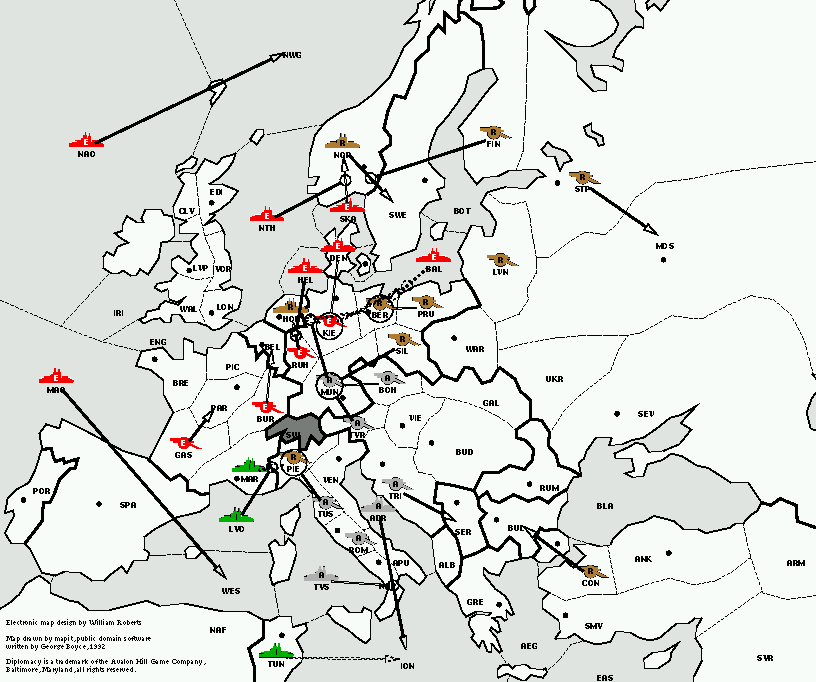 NWG
E
NAO
R
NOR
R
FIN
R
STP
EDI
CLV
E
NTH
E
SKA
SWE
BOT
MOS
LVP
YOR
E
DEN
E
HEL
E
BAL
R
LVN
IRI
WAL
LON
R
HOL
E
KIE
R
BER
R
PRU
ENG
BEL
E
RUH
R
SIL
WAR
PIC
E
MAO
BRE
A
MUN
A
BOH
UKR
PAR
E
BUR
GAL
E
GAS
SWI
A
TYR
VIE
SEV
BUD
MAR
R
PIE
VEN
POR
SPA
A
TUS
A
TRI
RUM
LVO
A
ADR
BUL
BLA
SER
A
ROM
ALB
APU
ANK
ARM
A
TYS
NAP
R
CON
WES
GRE
Electronic map design by William Roberts
NAF
SMY
Map drawn by mapit, public domain software
written by George Boyce, 1992
AEG
Diplomacy is a trademark of the Avalon Hill Game Company,
Baltimore, Maryland, all rights reserved.
TUN
ION
SYR
EAS